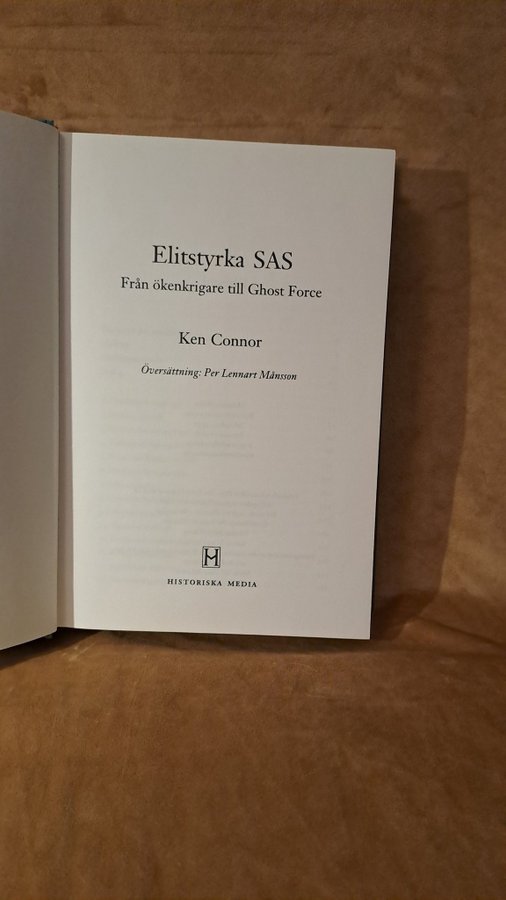 Elitstyrka SAS
Från ökenkrigare till Ghost Force
Ken Connor
Översättning: Per Lennart Månsson
HISTORISKA MEDIA